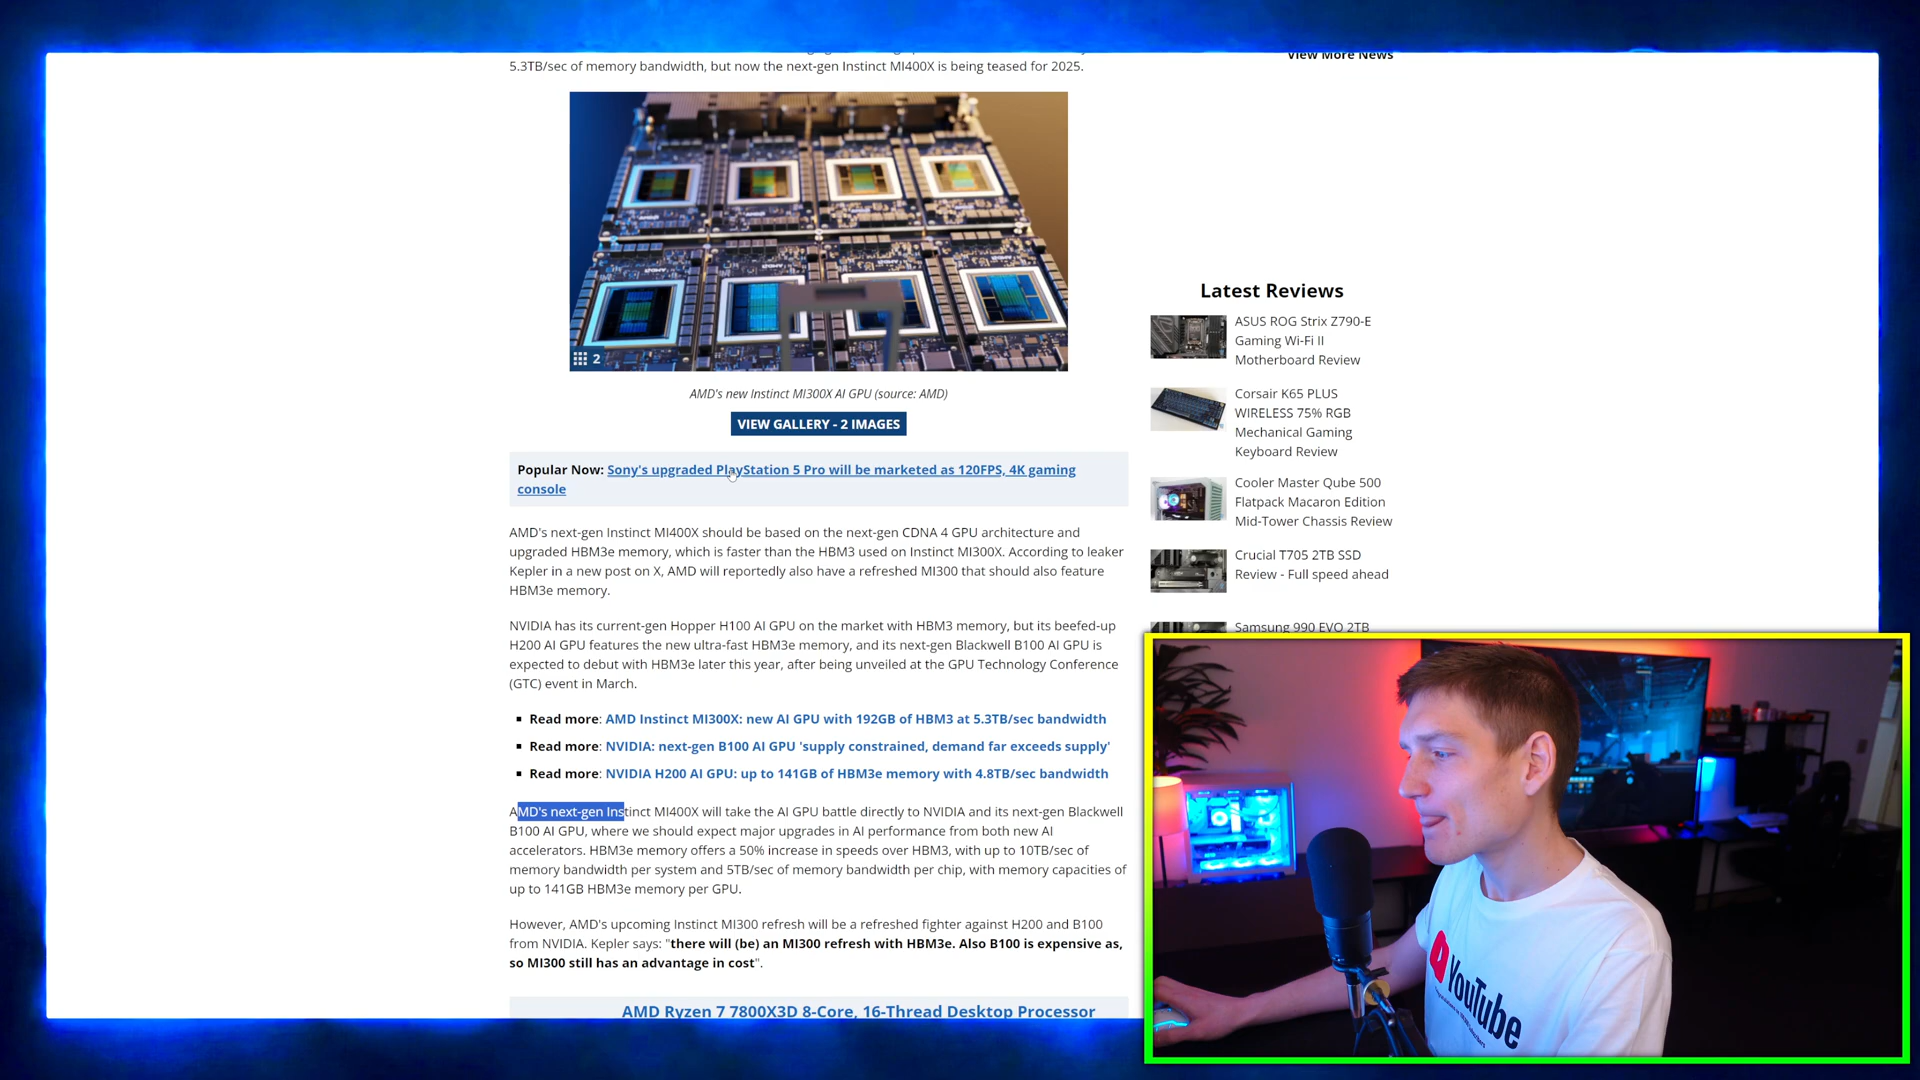 5.3TB/sec of memory bandwidth, but now the next-gen Instinct MI400X is being teased for 2025.
2
AMD's new Instinct MI300X AI GPU (source: AMD)
VIEW GALLERY - 2 IMAGES
Popular Now: Sony's upgraded PlayStation 5 Pro will be marketed as 120FPS, 4K gaming
console
AMD's next-gen Instinct MI400X should be based on the next-gen CDNA 4 GPU architecture and
upgraded HBM3e memory, which is faster than the HBM3 used on Instinct MI300X. According to leaker
Kepler in a new post on X, AMD will reportedly also have a refreshed MI300 that should also feature
HBM3e memory.
NVIDIA has its current-gen Hopper H100 AI GPU on the market with HBM3 memory, but its beefed-up
H200 AI GPU features the new ultra-fast HBM3e memory, and its next-gen Blackwell B100 AI GPU is
expected to debut with HBM3e later this year, after being unveiled at the GPU Technology Conference
(GTC) event in March.
▪ Read more: AMD Instinct MI300X: new AI GPU with 192GB of HBM3 at 5.3TB/sec bandwidth
▪ Read more: NVIDIA: next-gen B100 AI GPU 'supply constrained, demand far exceeds supply'
▪ Read more: NVIDIA H200 AI GPU: up to 141GB of HBM3e memory with 4.8TB/sec bandwidth
AMD's next-gen Instinct MI400X will take the AI GPU battle directly to NVIDIA and its next-gen Blackwell
B100 AI GPU, where we should expect major upgrades in AI performance from both new AI
accelerators. HBM3e memory offers a 50% increase in speeds over HBM3, with up to 10TB/sec of
memory bandwidth per system and 5TB/sec of memory bandwidth per chip, with memory capacities of
up to 141GB HBM3e memory per GPU.
However, AMD's upcoming Instinct MI300 refresh will be a refreshed fighter against H200 and B100
from NVIDIA. Kepler says: "there will (be) an MI300 refresh with HBM3e. Also B100 is expensive as,
so MI300 still has an advantage in cost".
AMD Ryzen 7 7800X3D 8-Core, 16-Thread Desktop Processor
View More News
Latest Reviews
ASUS ROG Strix Z790-E
Gaming Wi-Fi II
Motherboard Review
Corsair K65 PLUS
WIRELESS 75% RGB
Mechanical Gaming
Keyboard Review
Cooler Master Qube 500
Flatpack Macaron Edition
Mid-Tower Chassis Review
Crucial T705 2TB SSD
Review - Full speed ahead
Samsung 990 EVO 2TB
YouTube